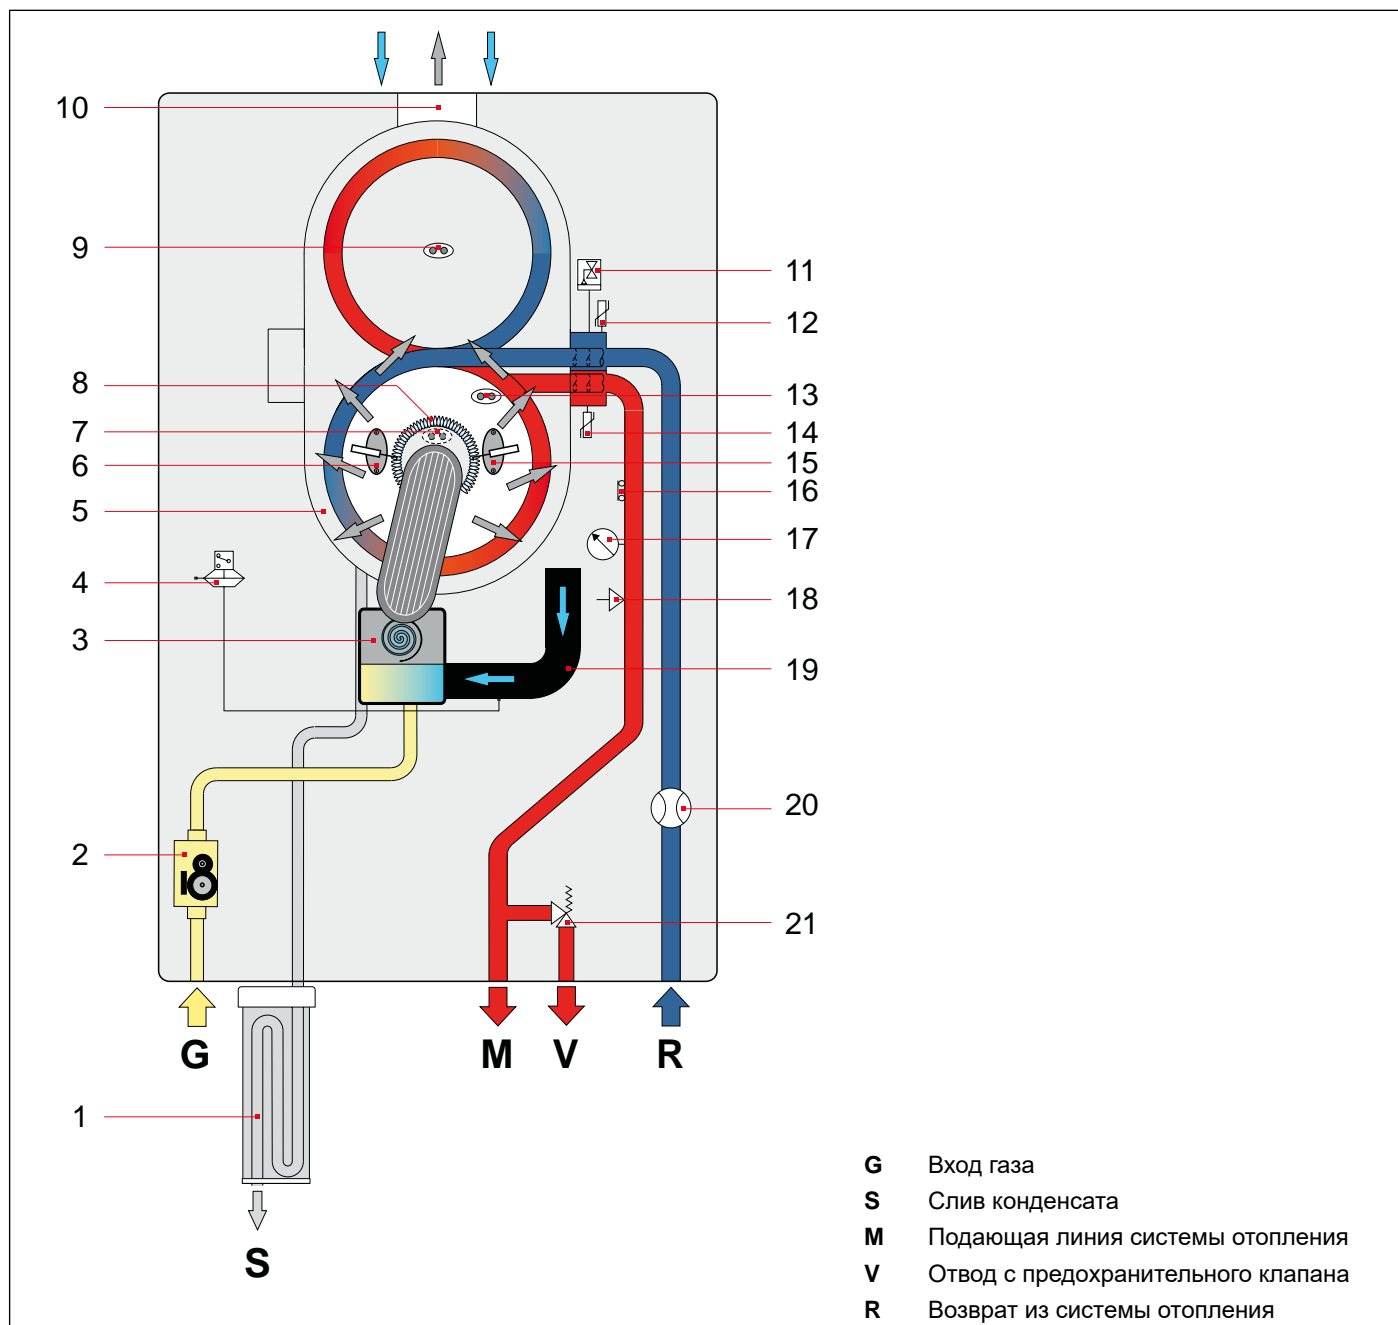 10
9
8
7
6
5
4
3
2
1
11
12
13
14
15
16
17
18
19
20
21
G
M
V
R
S
G Вход газа
S Слив конденсата
M Подающая линия системы отопления
V Отвод с предохранительного клапана
R Возврат из системы отопления